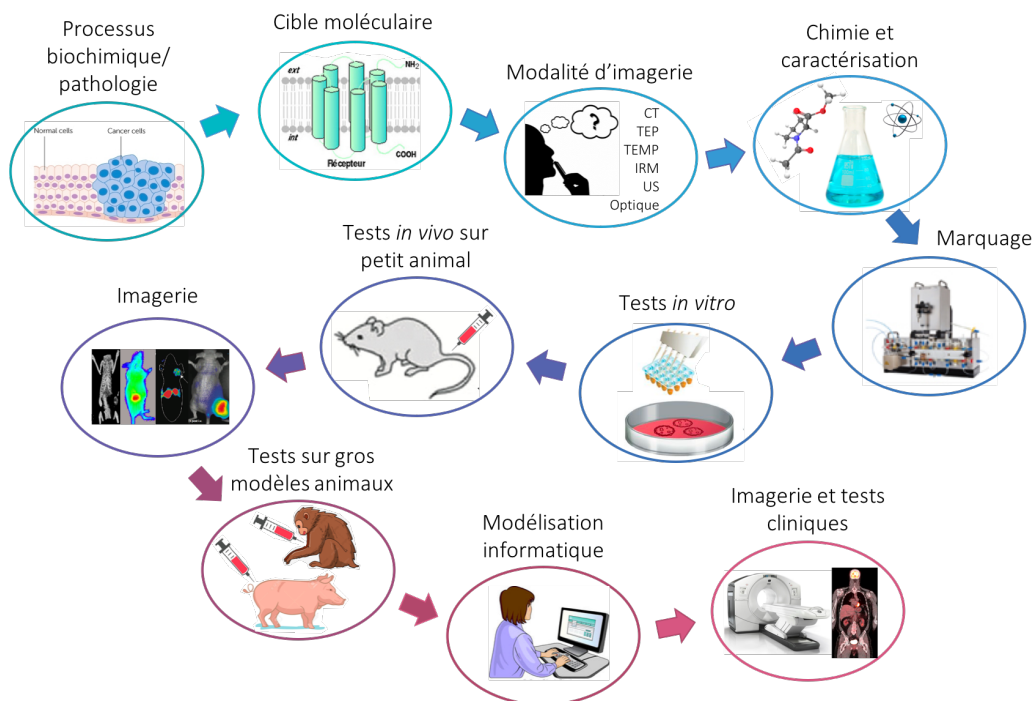 Processus
biochimique/
pathologie
Normal cells
Cancer cells
Cible moléculaire
ext
NH2
int
Récepteur
COOH
Modalité d’imagerie
?
CT
TEP
TEMP
IRM
US
Optique
Chimie et
caractérisation
Marquage
Tests in vitro
Tests in vivo sur
petit animal
Imagerie
Tests sur gros
modèles animaux
Modélisation
informatique
Imagerie et tests
cliniques